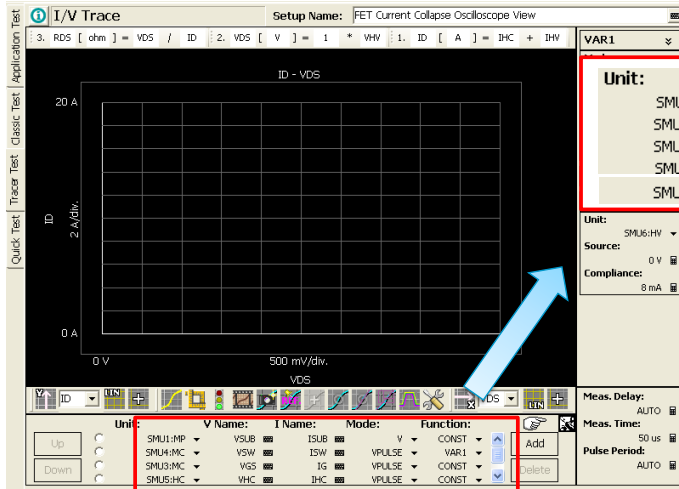 I/V Trace
Setup Name: FET Current Collapse Oscilloscope View
3. RDS [ ohm ] = VDS / ID 2. VDS [ V ] = 1 * VHV 1. ID [ A ] = IHC + IHV
VAR1
Application Test
Classic Test
Tracer Test
Quick Test
ID - VDS
20 A
ID
2 A/div.
0 A
0 V
500 mV/div.
VDS
Unit:
SMU
SMU
SMU
SMU
SMU
Unit:
SMU6:HV
Source:
0 V
Compliance:
8 mA
Meas. Delay:
AUTO
Meas. Time:
50 us
Pulse Period:
AUTO
ID
LIN
DS
LIN
Unit: V Name: I Name: Mode: Function:
Up
Down
SMU1:MP VSUB ISUB V CONST
SMU4:MC VSW ISW VPULSE VAR1
SMU3:MC VGS IG VPULSE CONST
SMU5:HC VHC IHC VPULSE CONST
Add
Delete